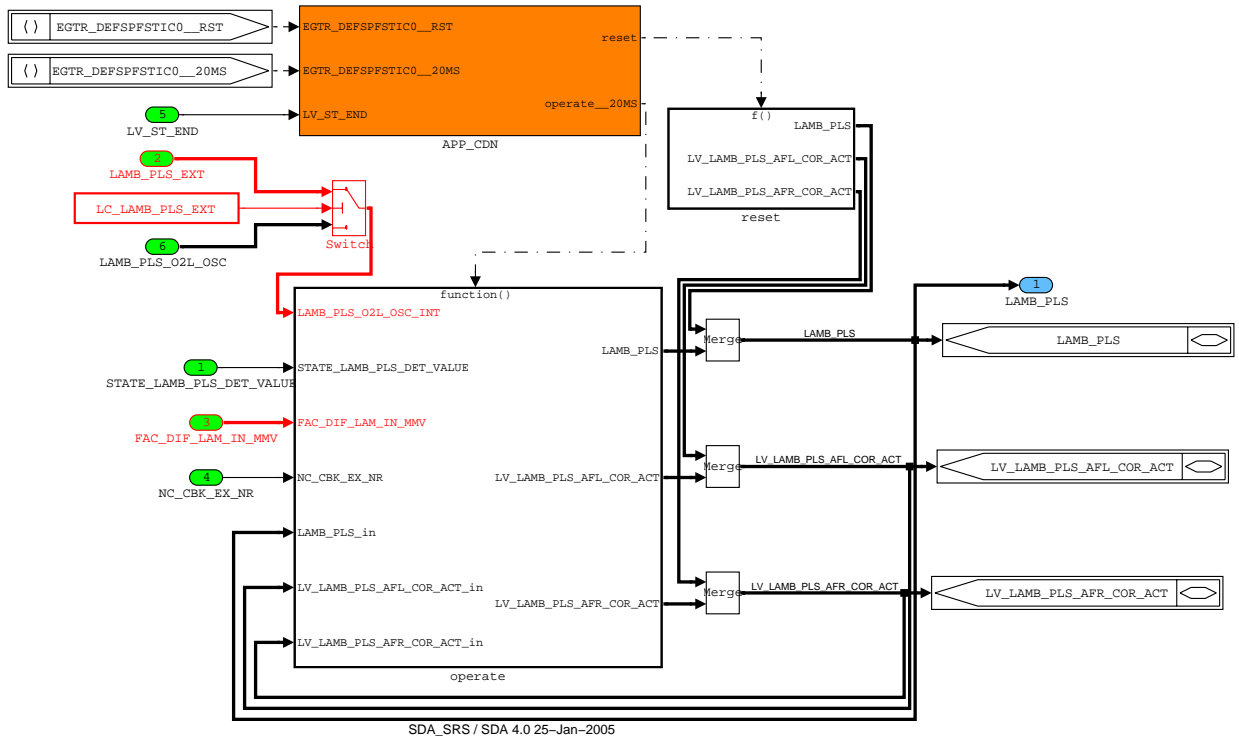 ⟨⟩ EGTR_DEFSPFSTIC0__RST
EGTR_DEFSPFSTIC0__RST
reset
⟨⟩ EGTR_DEFSPFSTIC0__20MS
EGTR_DEFSPFSTIC0__20MS
operate__20MS
5
LV_ST_END
LV_ST_END
APP_CDN
f()
LAMB_PLS
LV_LAMB_PLS_AFL_COR_ACT
LV_LAMB_PLS_AFR_COR_ACT
reset
2
LAMB_PLS_EXT
LC_LAMB_PLS_EXT
6
LAMB_PLS_O2L_OSC
Switch
function()
LAMB_PLS_O2L_OSC_INT
1
STATE_LAMB_PLS_DET_VALUE
STATE_LAMB_PLS_DET_VALUE
3
FAC_DIF_LAM_IN_MMV
FAC_DIF_LAM_IN_MMV
4
NC_CBK_EX_NR
NC_CBK_EX_NR
LAMB_PLS_in
LV_LAMB_PLS_AFL_COR_ACT_in
LV_LAMB_PLS_AFR_COR_ACT_in
LAMB_PLS
LV_LAMB_PLS_AFL_COR_ACT
LV_LAMB_PLS_AFR_COR_ACT
operate
Merge
LAMB_PLS
1
LAMB_PLS
LAMB_PLS
Merge
LV_LAMB_PLS_AFL_COR_ACT
LV_LAMB_PLS_AFL_COR_ACT
Merge
LV_LAMB_PLS_AFR_COR_ACT
LV_LAMB_PLS_AFR_COR_ACT
SDA_SRS / SDA 4.0 25–Jan–2005